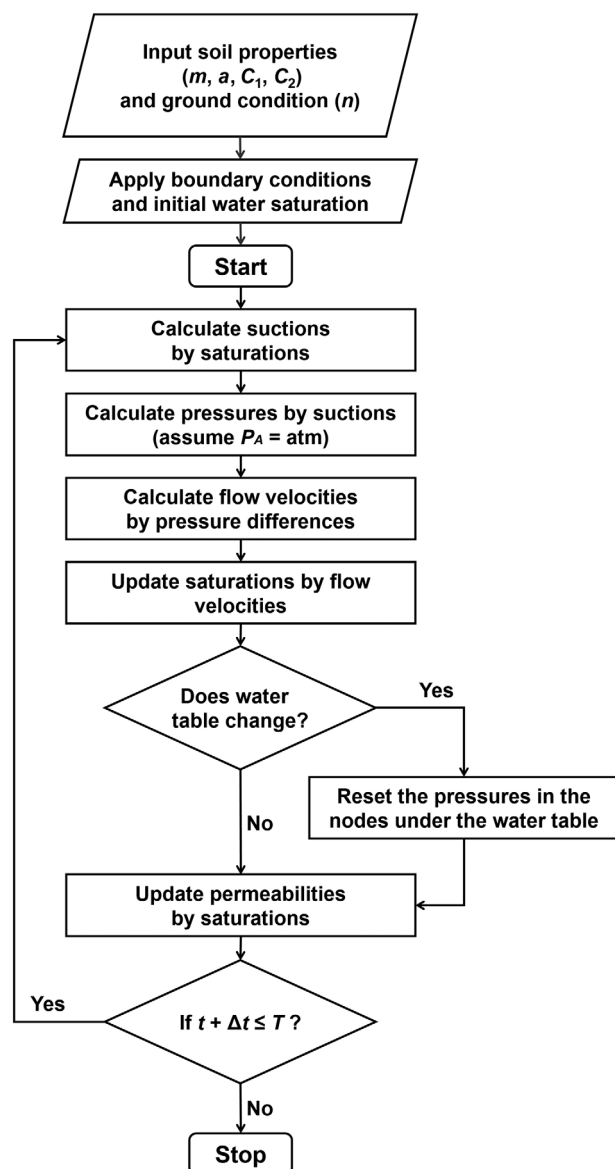 Input soil properties
(m, a, C₁, C₂)
and ground condition (n)
Apply boundary conditions
and initial water saturation
Start
Calculate suctions
by saturations
Calculate pressures by suctions
(assume P_A = atm)
Calculate flow velocities
by pressure differences
Update saturations by flow
velocities
Does water
table change?
Yes
Reset the pressures in the
nodes under the water table
No
Update permeabilities
by saturations
Yes
If t + Δt ≤ T ?
No
Stop